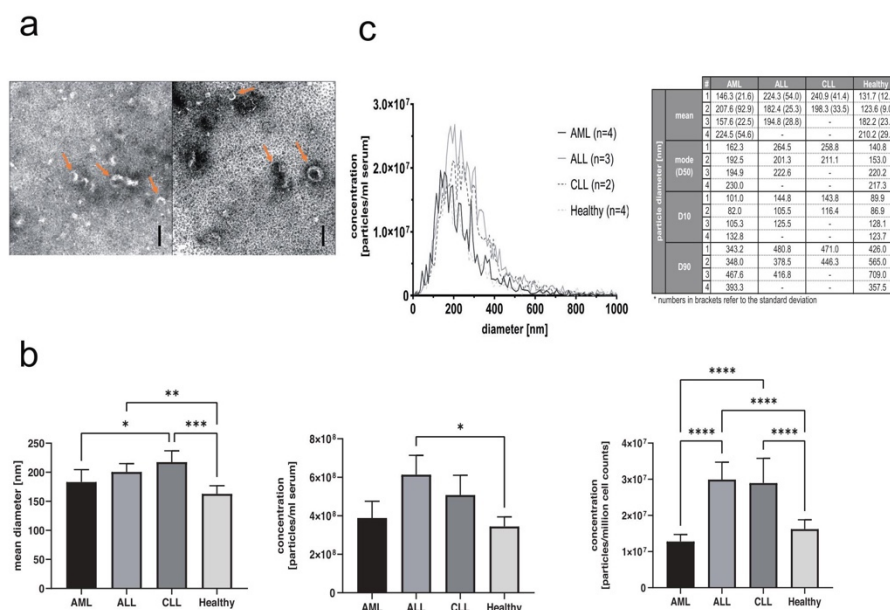 a
c
3.0×10⁷
2.0×10⁷
1.0×10⁷
0
concentration
[particles/ml serum]
0 200 400 600 800 1000
diameter [nm]
AML (n=4)
ALL (n=3)
CLL (n=2)
Healthy (n=4)
# AML ALL CLL Healthy
particle diameter [nm]
mean
1 146.3 (21.6) 224.3 (54.0) 240.9 (41.4) 131.7 (12.
2 207.6 (92.9) 182.4 (25.3) 198.3 (33.5) 123.6 (9.0
3 157.6 (22.5) 194.8 (28.8) - 182.2 (23.
4 224.5 (54.6) - - 210.2 (29.
mode
(D50)
1 162.3 264.5 258.8 140.8
2 192.5 201.3 211.1 153.0
3 194.9 222.6 - 220.2
4 230.0 - - 217.3
D10
1 101.0 144.8 143.8 89.9
2 82.0 105.5 116.4 86.9
3 105.3 125.5 - 128.1
4 132.8 - - 123.7
D90
1 343.2 480.8 471.0 426.0
2 348.0 378.5 446.3 565.0
3 467.6 416.8 - 709.0
4 393.3 - - 357.5
* numbers in brackets refer to the standard deviation
b
mean diameter [nm]
250
200
150
100
50
0
* ** ***
AML ALL CLL Healthy
concentration
[particles/ml serum]
8×10⁸
6×10⁸
4×10⁸
2×10⁸
0
*
AML ALL CLL Healthy
concentration
[particles/million cell counts]
4×10⁷
3×10⁷
2×10⁷
1×10⁷
0
****
****
**** ****
AML ALL CLL Healthy